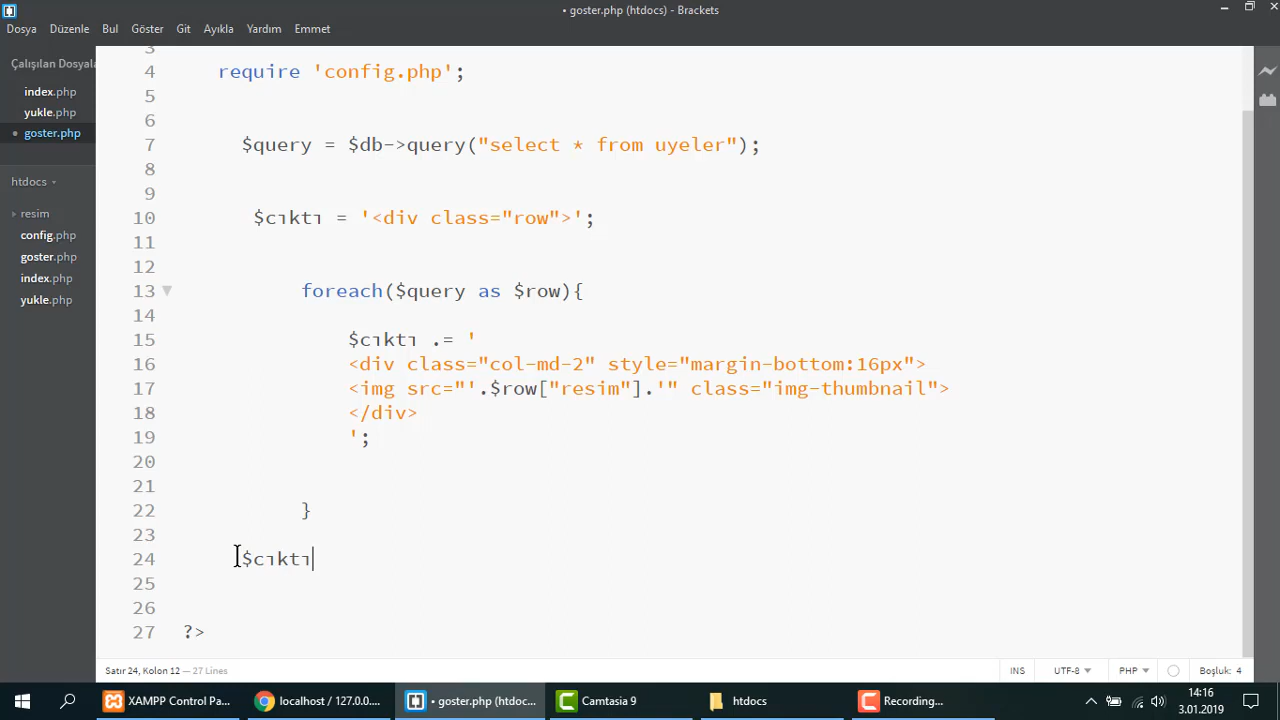 • goster.php (htdocs) - Brackets
Dosya Düzenle Bul Göster Git Ayıkla Yardım Emmet
Çalışılan Dosyala
index.php
yukle.php
• goster.php
htdocs
resim
config.php
goster.php
index.php
yukle.php
3
4 require 'config.php';
5
6
7 $query = $db->query("select * from uyeler");
8
9
10 $cıktı = '<div class="row">';
11
12
13 foreach($query as $row){
14
15 $cıktı .= '
16 <div class="col-md-2" style="margin-bottom:16px">
17 <img src="'.$row["resim"].'" class="img-thumbnail">
18 </div>
19 ';
20
21
22 }
23
24 $cıktı
25
26
27 ?>
Satır 24, Kolon 12 — 27 Lines INS UTF-8 PHP Boşluk: 4
XAMPP Control Pa... localhost / 127.0.0.... • goster.php (htdoc... Camtasia 9 htdocs Recording... 14:16
3.01.2019